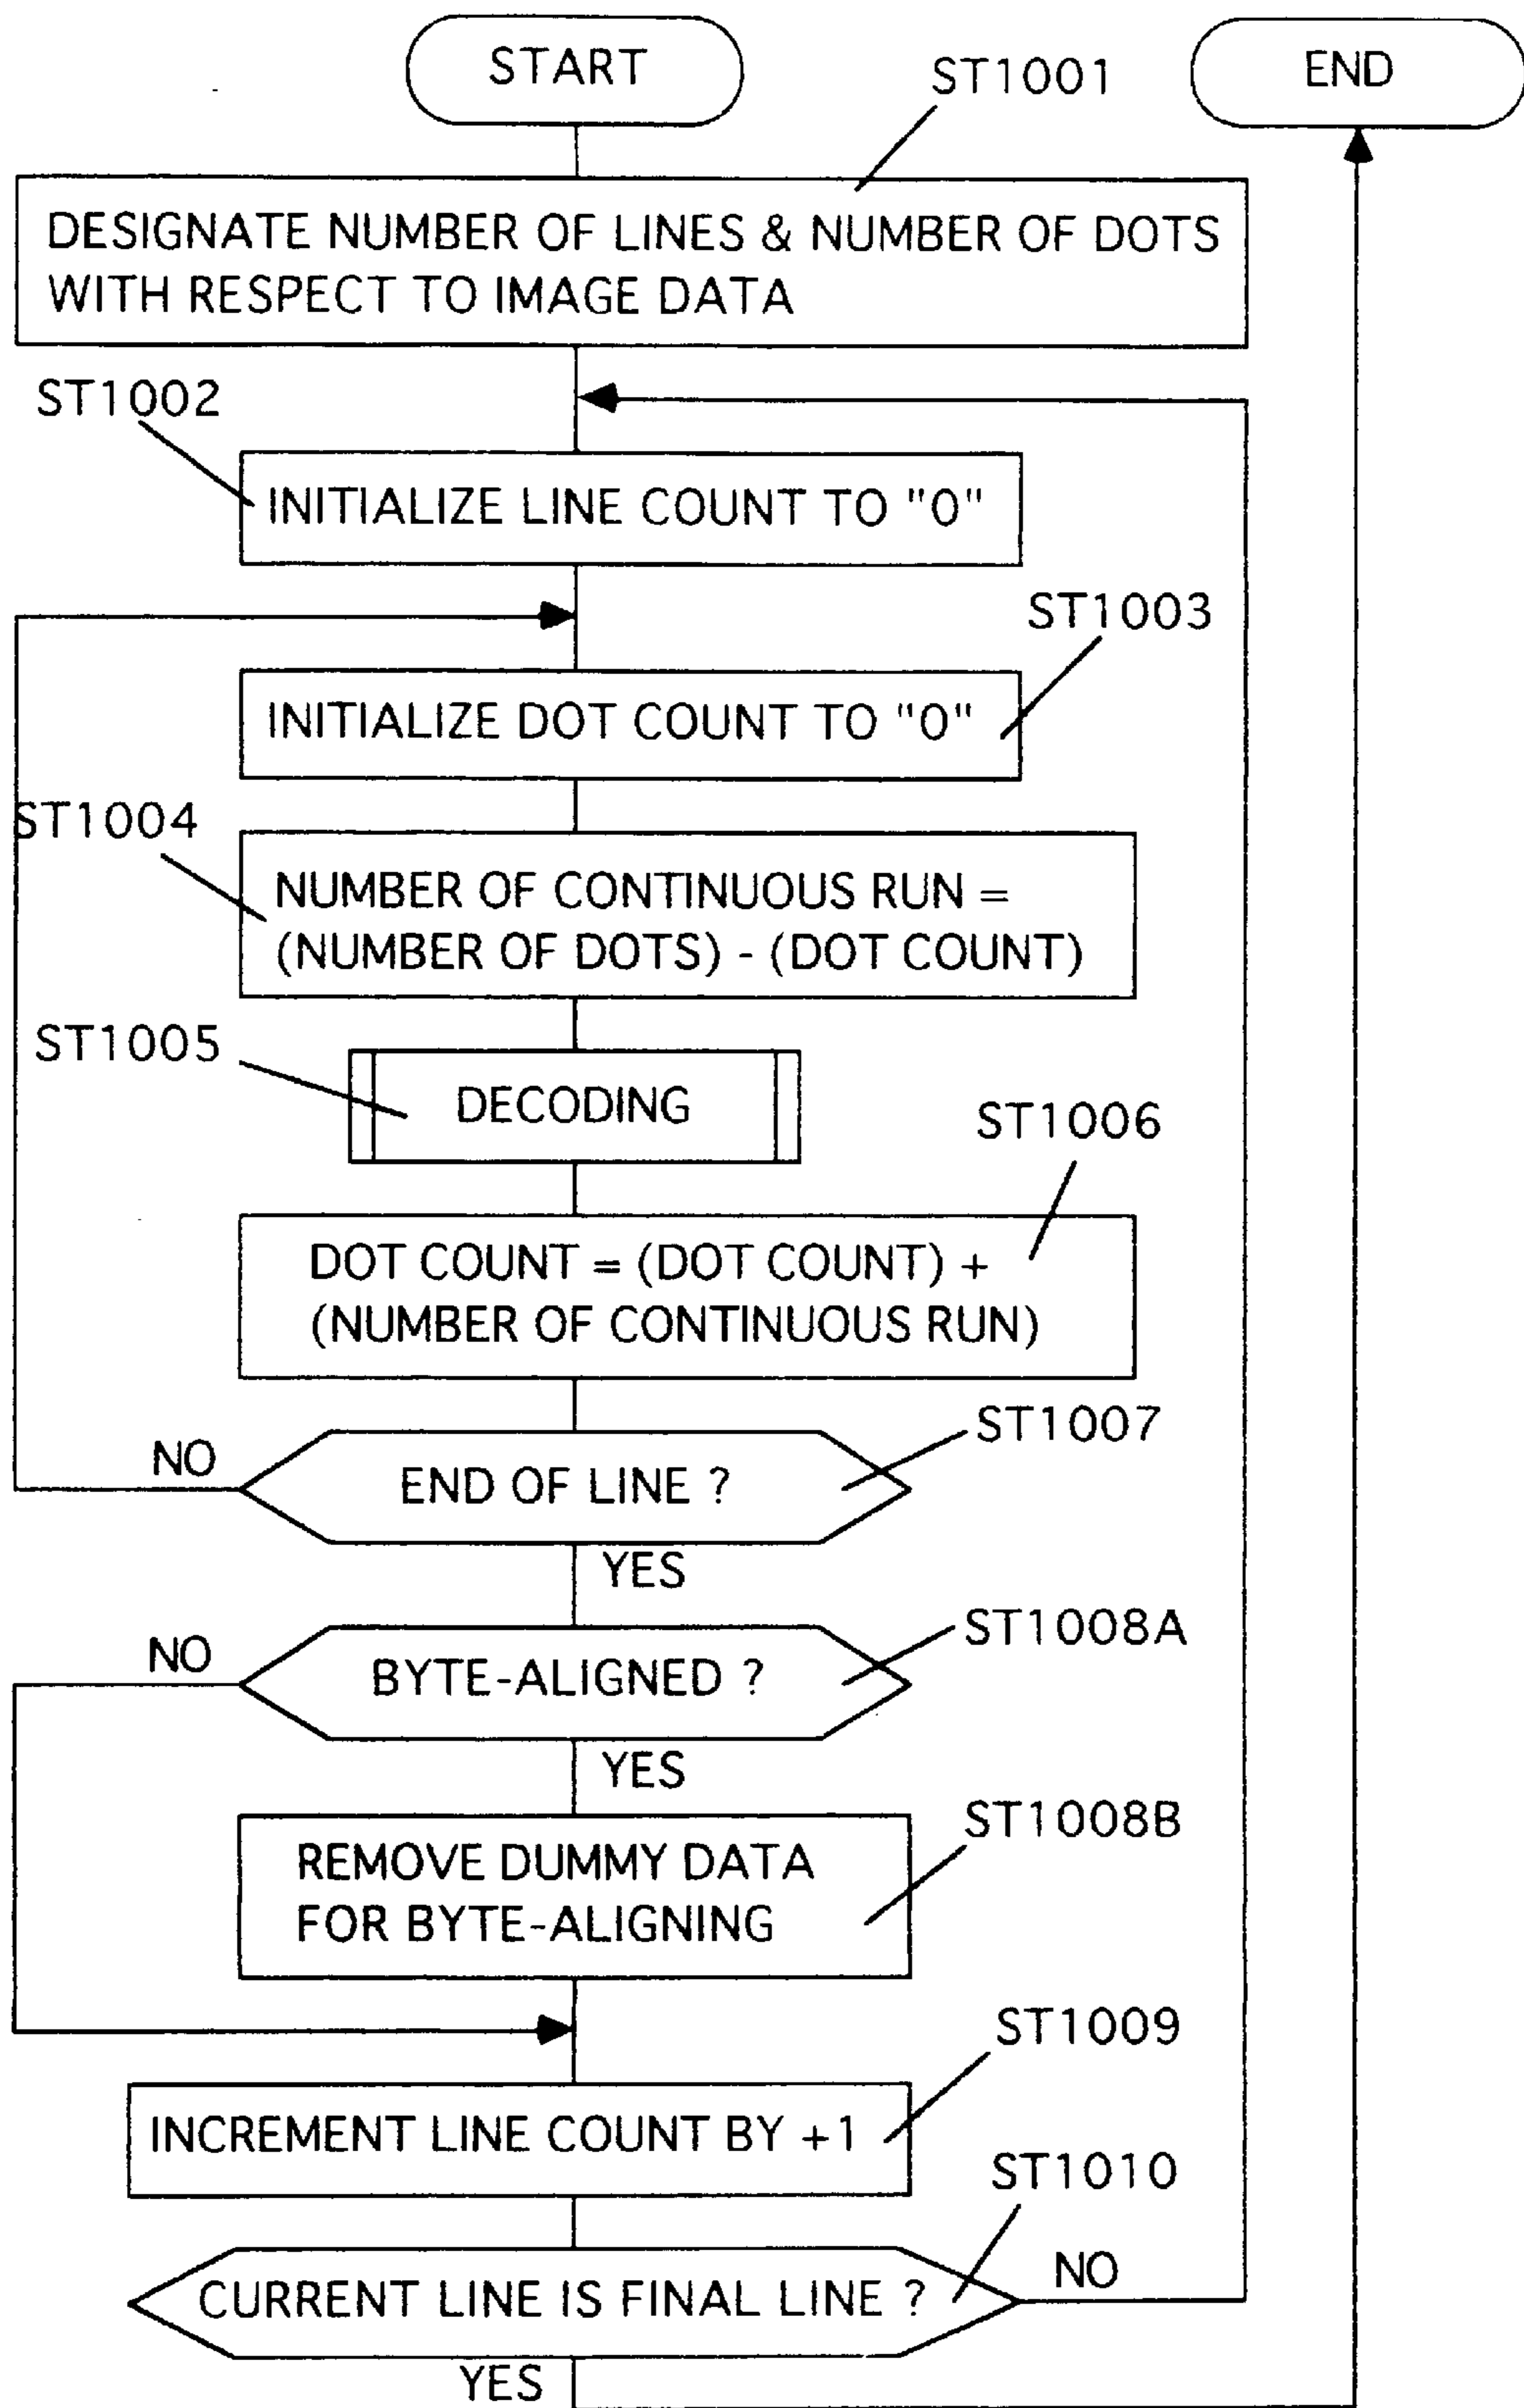 START
ST1001
END
DESIGNATE NUMBER OF LINES & NUMBER OF DOTS
WITH RESPECT TO IMAGE DATA
ST1002
INITIALIZE LINE COUNT TO "0"
ST1003
INITIALIZE DOT COUNT TO "0"
ST1004
NUMBER OF CONTINUOUS RUN =
(NUMBER OF DOTS) - (DOT COUNT)
ST1005
DECODING
ST1006
DOT COUNT = (DOT COUNT) +
(NUMBER OF CONTINUOUS RUN)
ST1007
NO
END OF LINE ?
YES
ST1008A
NO
BYTE-ALIGNED ?
YES
ST1008B
REMOVE DUMMY DATA
FOR BYTE-ALIGNING
ST1009
INCREMENT LINE COUNT BY +1
ST1010
CURRENT LINE IS FINAL LINE ?
NO
YES